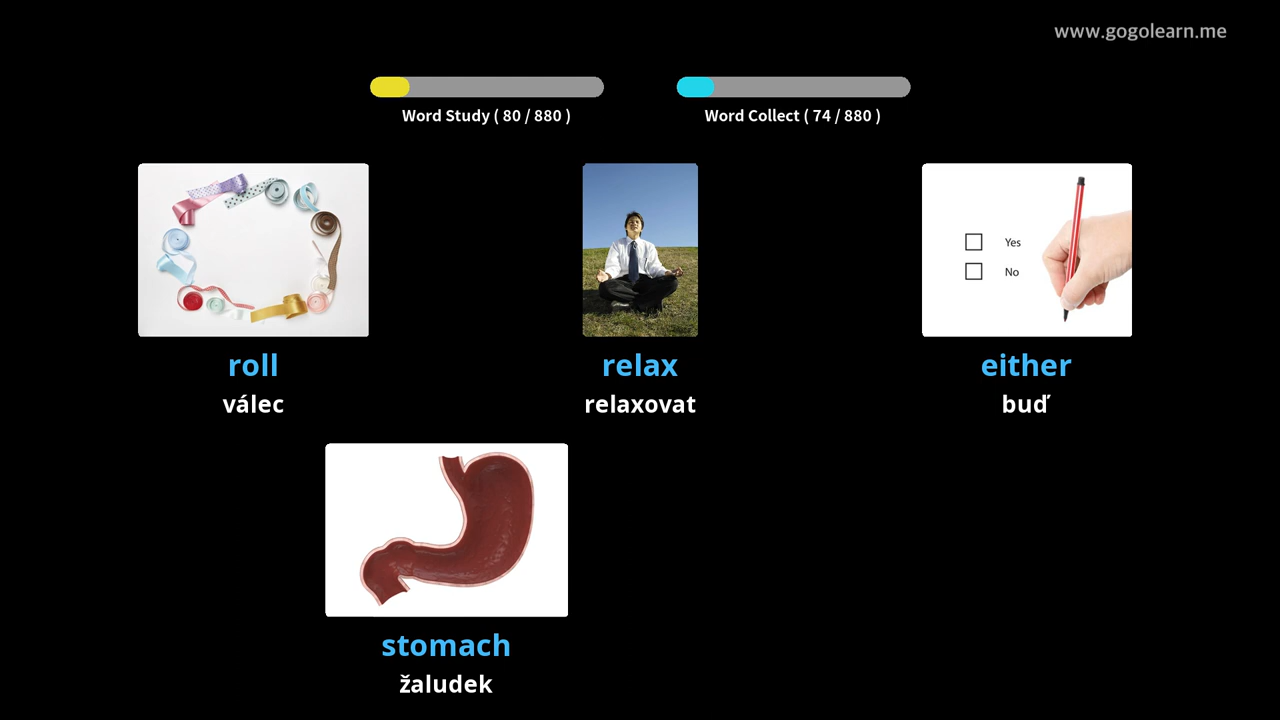 www.gogolearn.me
Word Study ( 80 / 880 )
Word Collect ( 74 / 880 )
Yes
No
roll
válec
relax
relaxovat
either
buď
stomach
žaludek